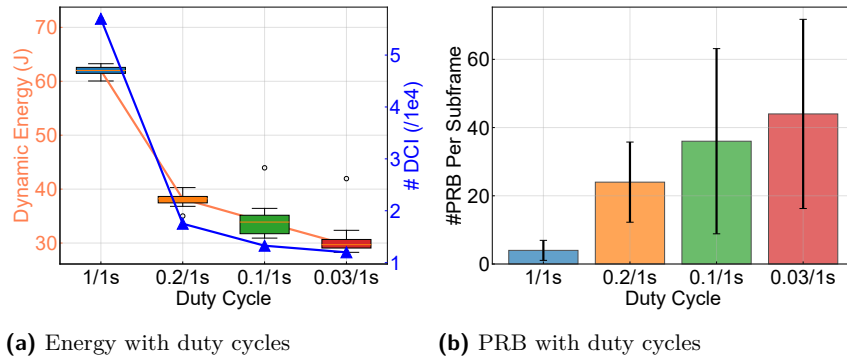 70
60
50
40
30
Dynamic Energy (J)
5
4
3
2
1
# DCI (/1e4)
1/1s 0.2/1s 0.1/1s 0.03/1s
Duty Cycle
(a) Energy with duty cycles
80
60
40
20
0
#PRB Per Subframe
1/1s 0.2/1s 0.1/1s 0.03/1s
Duty Cycle
(b) PRB with duty cycles